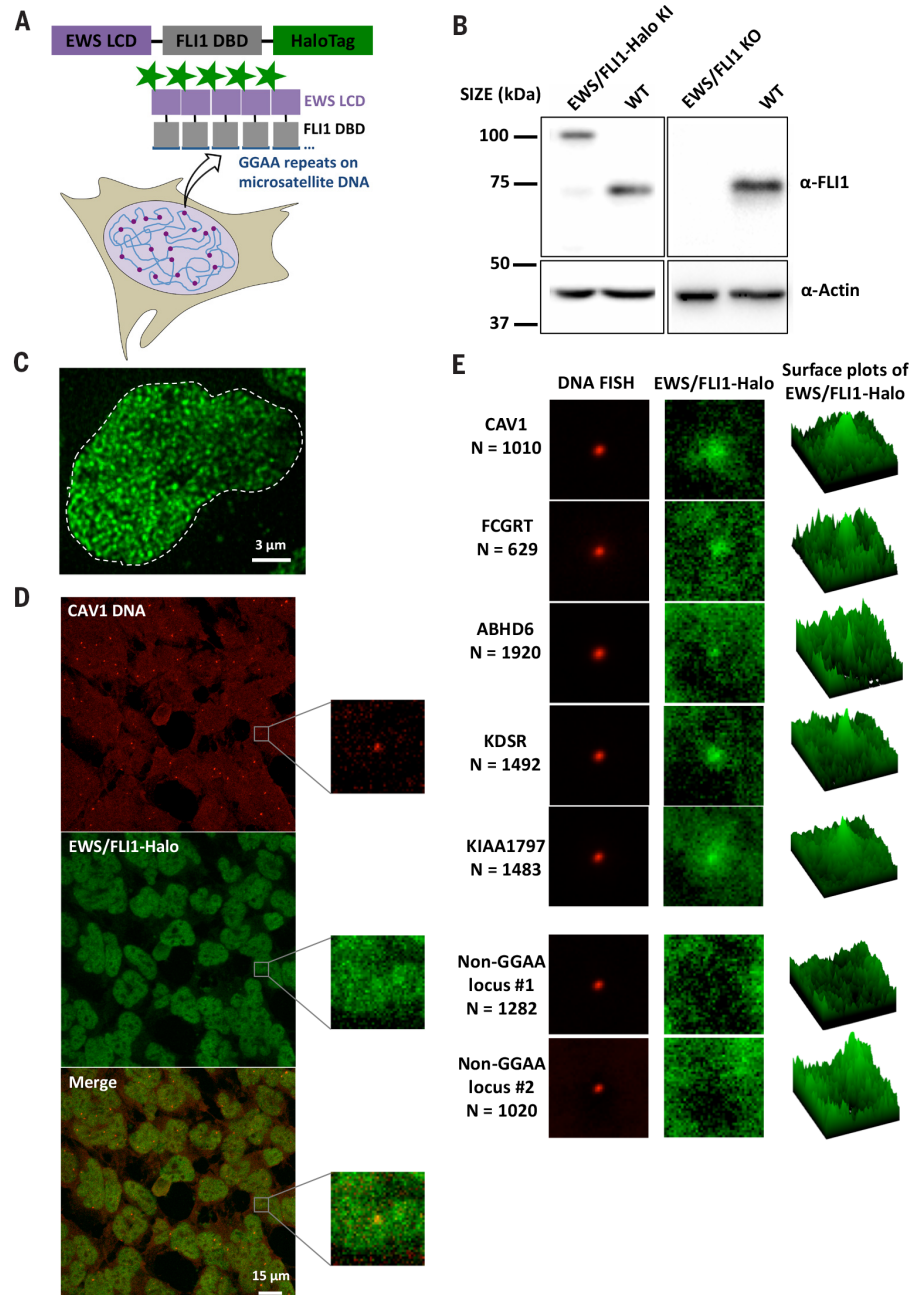 A
EWS LCD
FLI1 DBD
HaloTag
EWS LCD
FLI1 DBD
...
GGAA repeats on
microsatellite DNA
B
SIZE (kDa)
EWS/FLI1-Halo KI
WT
EWS/FLI1 KO
WT
100
75
50
37
α-FLI1
α-Actin
C
3 µm
D
CAV1 DNA
EWS/FLI1-Halo
Merge
15 µm
E
DNA FISH
EWS/FLI1-Halo
Surface plots of
EWS/FLI1-Halo
CAV1
N = 1010
FCGRT
N = 629
ABHD6
N = 1920
KDSR
N = 1492
KIAA1797
N = 1483
Non-GGAA
locus #1
N = 1282
Non-GGAA
locus #2
N = 1020